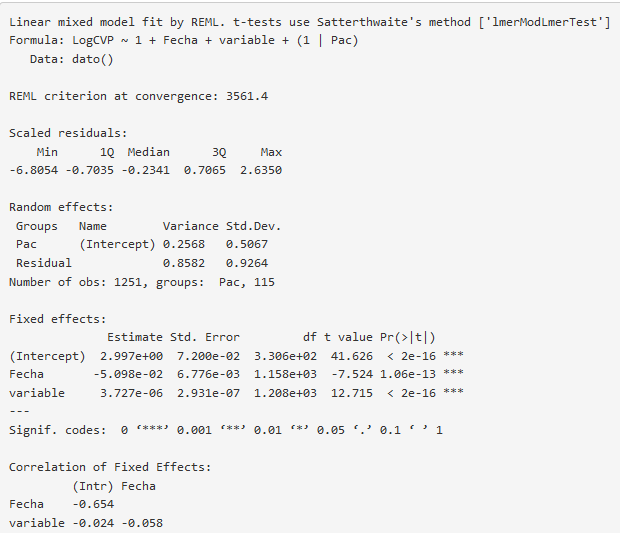 Linear mixed model fit by REML. t-tests use Satterthwaite's method ['lmerModLmerTest']
Formula: LogCVP ~ 1 + Fecha + variable + (1 | Pac)
   Data: dato()

REML criterion at convergence: 3561.4

Scaled residuals:
    Min      1Q  Median      3Q     Max
-6.8054 -0.7035 -0.2341  0.7065  2.6350

Random effects:
 Groups   Name        Variance Std.Dev.
 Pac      (Intercept) 0.2568   0.5067
 Residual             0.8582   0.9264
Number of obs: 1251, groups:  Pac, 115

Fixed effects:
              Estimate Std. Error         df t value Pr(>|t|)
(Intercept)  2.997e+00  7.200e-02  3.306e+02  41.626  < 2e-16 ***
Fecha       -5.098e-02  6.776e-03  1.158e+03  -7.524 1.06e-13 ***
variable     3.727e-06  2.931e-07  1.208e+03  12.715  < 2e-16 ***
---
Signif. codes:  0 ‘***’ 0.001 ‘**’ 0.01 ‘*’ 0.05 ‘.’ 0.1 ‘ ’ 1

Correlation of Fixed Effects:
         (Intr) Fecha
Fecha    -0.654
variable -0.024 -0.058